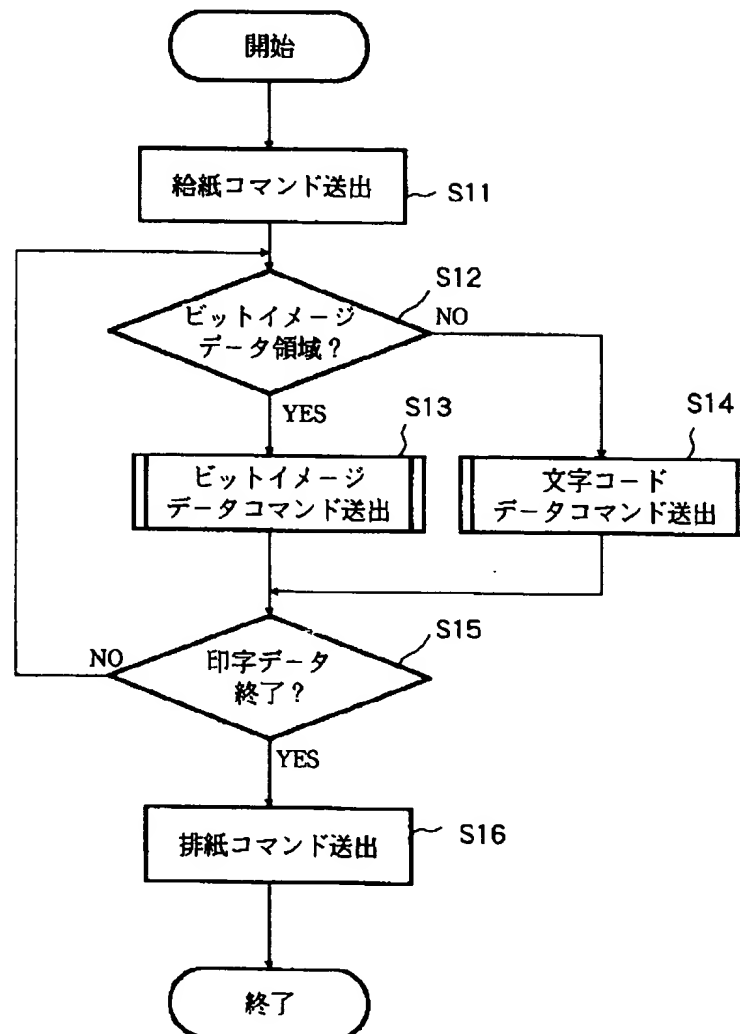 開始
給紙コマンド送出
S11
S12
ビットイメージ
データ領域？
NO
YES
S13
S14
ビットイメージ
データコマンド送出
文字コード
データコマンド送出
S15
印字データ
終了？
NO
YES
排紙コマンド送出
S16
終了